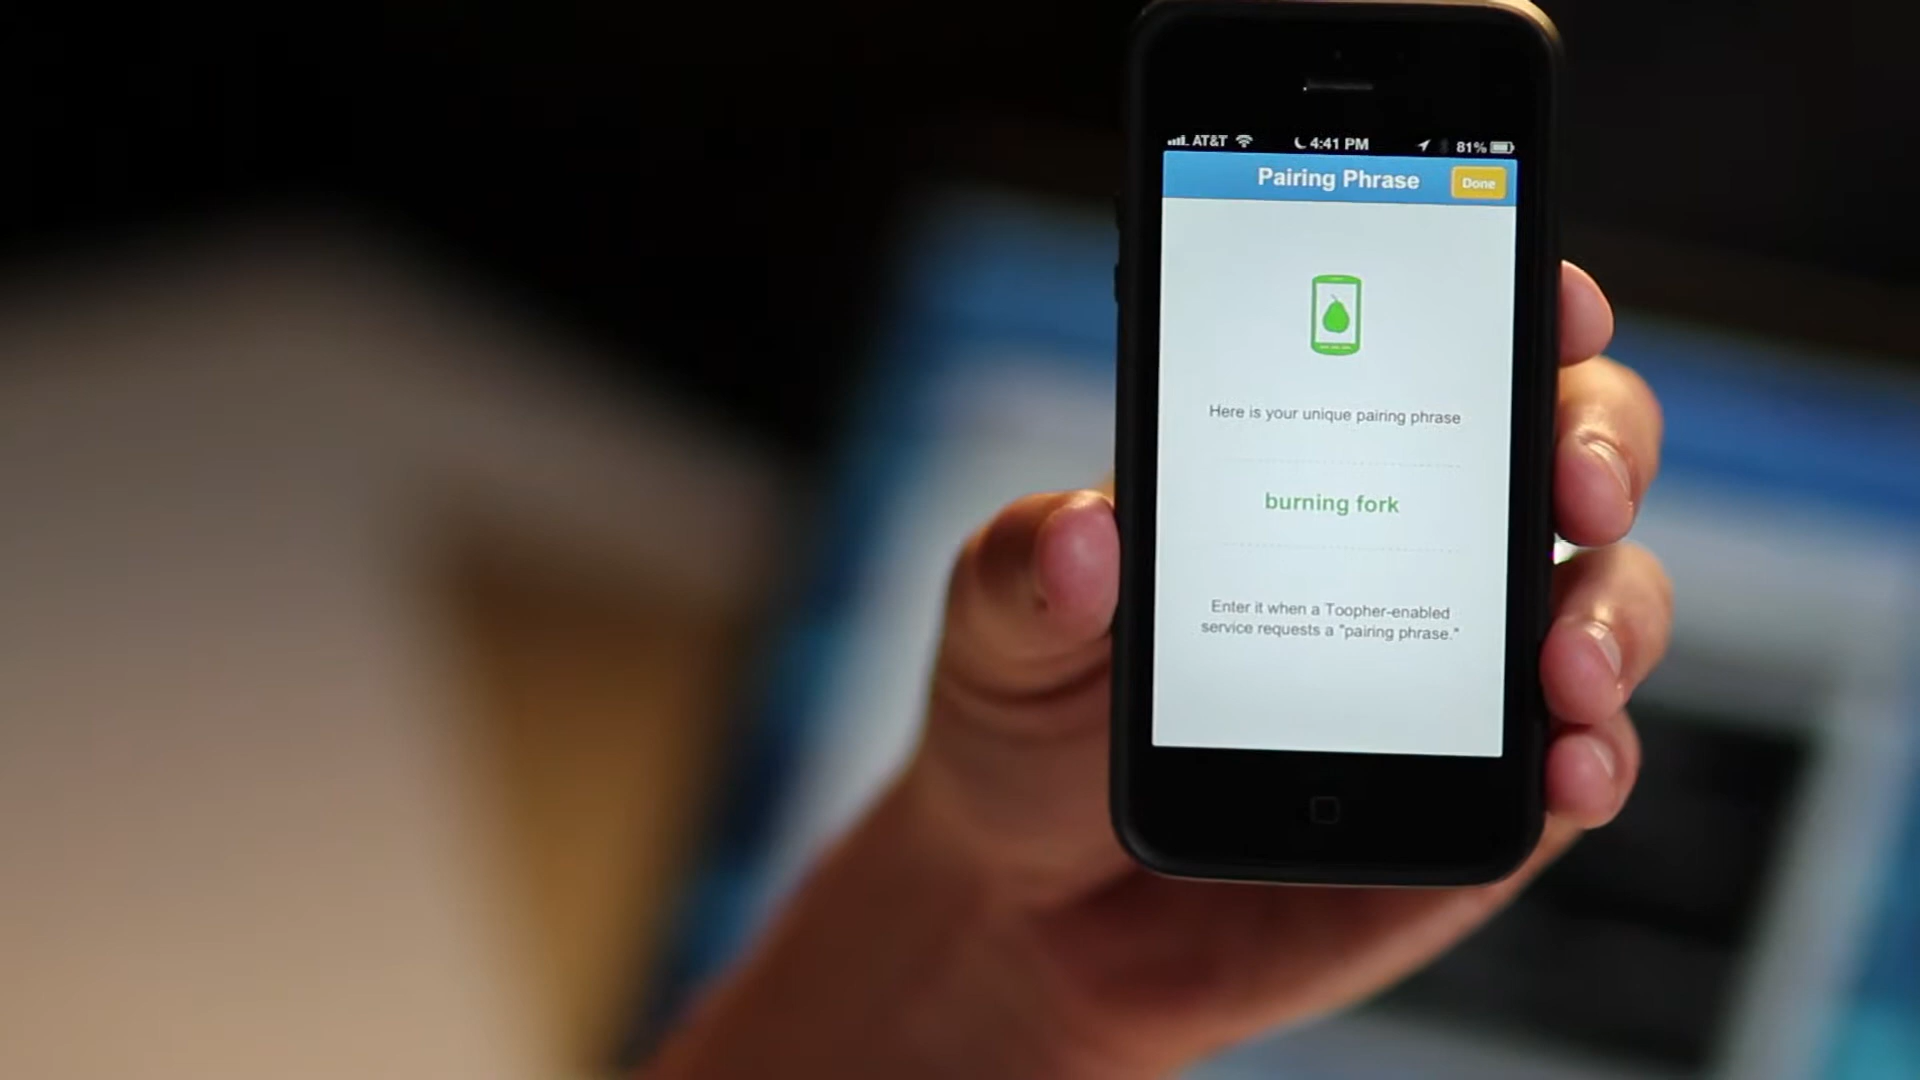 AT&T 4:41 PM 81%
Pairing Phrase Done
Here is your unique pairing phrase
burning fork
Enter it when a Toopher-enabled
service requests a "pairing phrase."